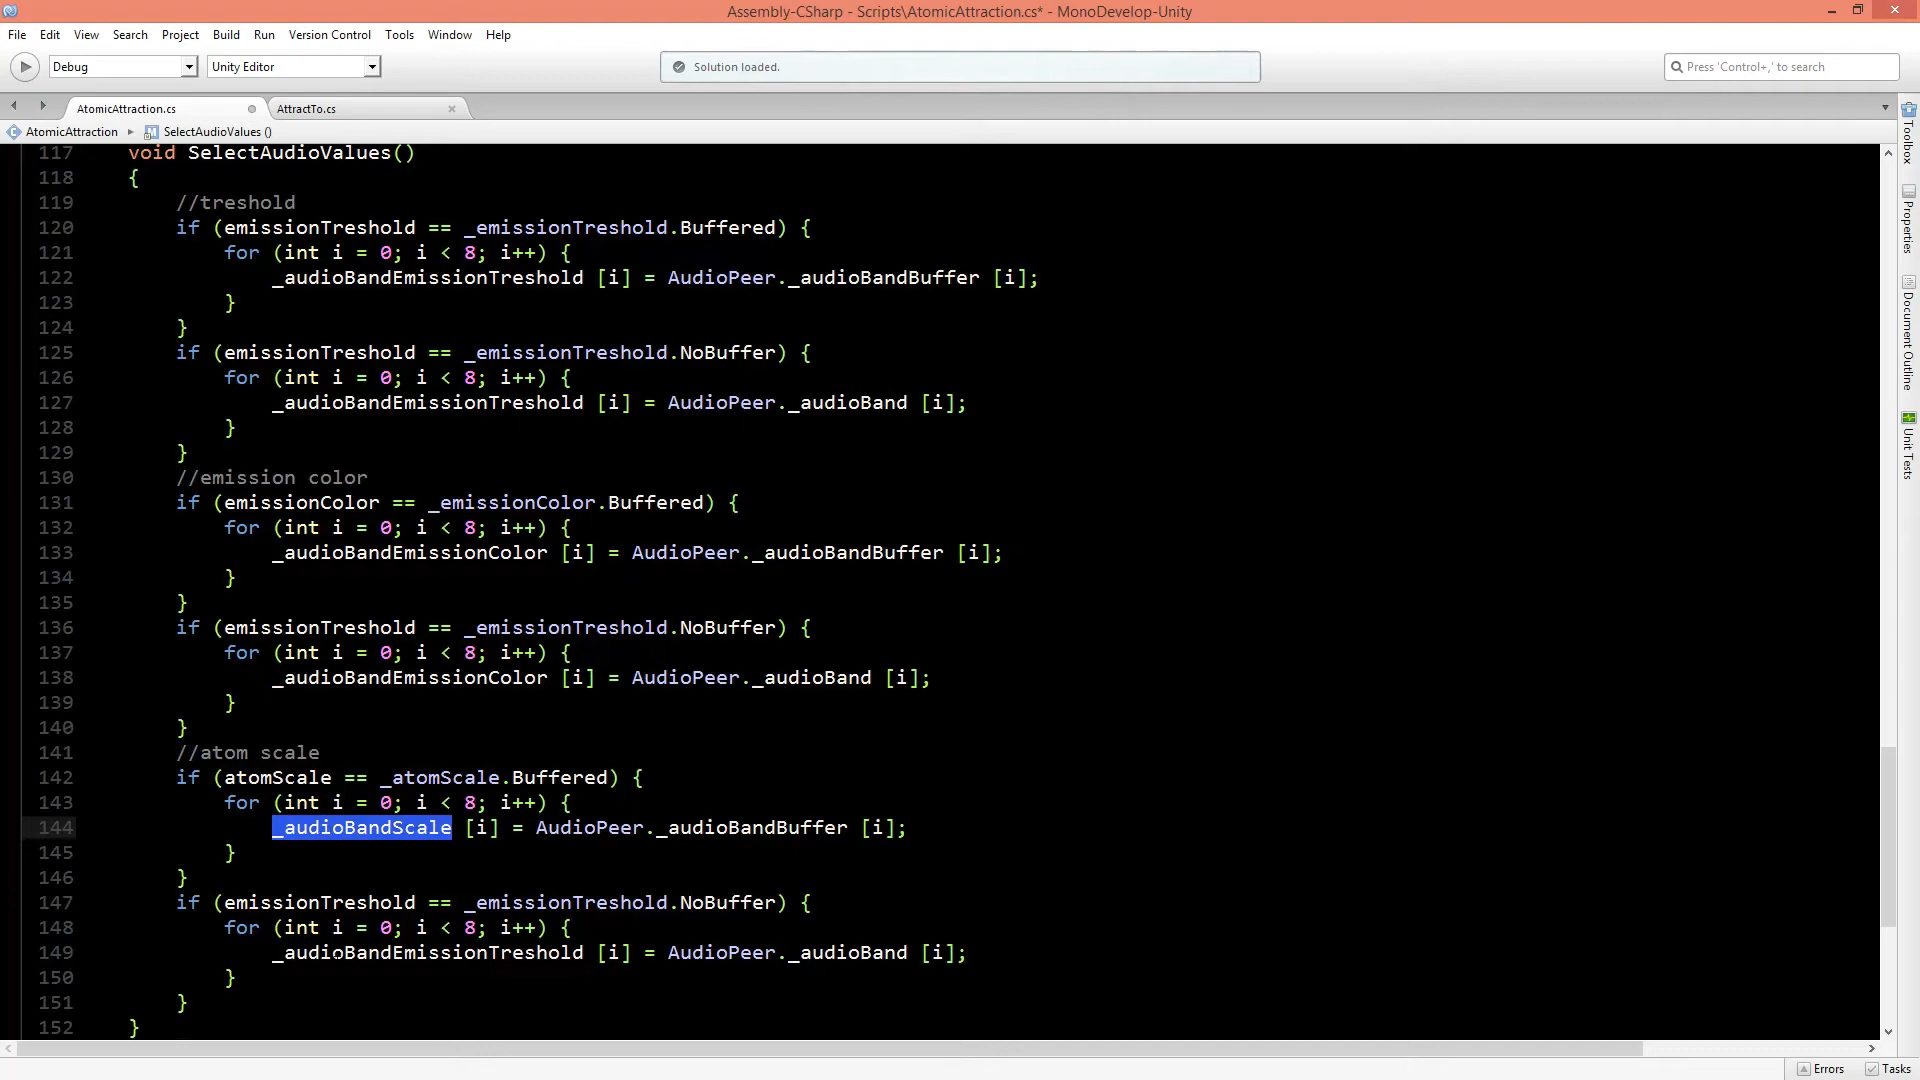 Assembly-CSharp - Scripts\AtomicAttraction.cs* - MonoDevelop-Unity
File Edit View Search Project Build Run Version Control Tools Window Help
Debug Unity Editor Solution loaded. Press 'Control+,' to search
AtomicAttraction.cs AttractTo.cs
AtomicAttraction SelectAudioValues ()
117 void SelectAudioValues()
118 {
119 //treshold
120 if (emissionTreshold == _emissionTreshold.Buffered) {
121 for (int i = 0; i < 8; i++) {
122 _audioBandEmissionTreshold [i] = AudioPeer._audioBandBuffer [i];
123 }
124 }
125 if (emissionTreshold == _emissionTreshold.NoBuffer) {
126 for (int i = 0; i < 8; i++) {
127 _audioBandEmissionTreshold [i] = AudioPeer._audioBand [i];
128 }
129 }
130 //emission color
131 if (emissionColor == _emissionColor.Buffered) {
132 for (int i = 0; i < 8; i++) {
133 _audioBandEmissionColor [i] = AudioPeer._audioBandBuffer [i];
134 }
135 }
136 if (emissionTreshold == _emissionTreshold.NoBuffer) {
137 for (int i = 0; i < 8; i++) {
138 _audioBandEmissionColor [i] = AudioPeer._audioBand [i];
139 }
140 }
141 //atom scale
142 if (atomScale == _atomScale.Buffered) {
143 for (int i = 0; i < 8; i++) {
144 _audioBandScale [i] = AudioPeer._audioBandBuffer [i];
145 }
146 }
147 if (emissionTreshold == _emissionTreshold.NoBuffer) {
148 for (int i = 0; i < 8; i++) {
149 _audioBandEmissionTreshold [i] = AudioPeer._audioBand [i];
150 }
151 }
152 }
Toolbox
Properties
Document Outline
Unit Tests
Errors Tasks